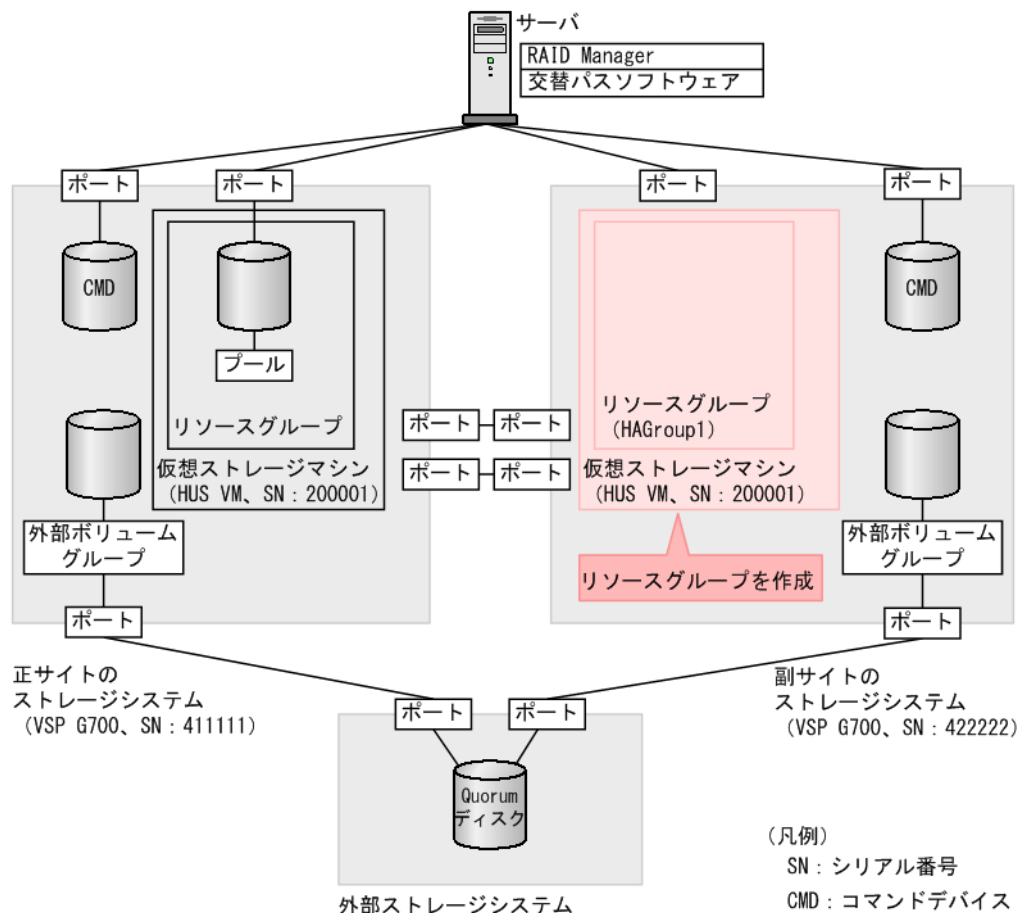 サーバ
RAID Manager
交替パスソフトウェア
ポート
ポート
ポート
ポート
CMD
CMD
プール
リソースグループ
リソースグループ
(HAGroup1)
ポート
ポート
仮想ストレージマシン
(HUS VM、SN:200001)
ポート
ポート
仮想ストレージマシン
(HUS VM、SN:200001)
外部ボリューム
グループ
リソースグループを作成
外部ボリューム
グループ
ポート
ポート
正サイトの
ストレージシステム
(VSP G700、SN:411111)
副サイトの
ストレージシステム
(VSP G700、SN:422222)
ポート
ポート
Quorum
ディスク
外部ストレージシステム
(凡例)
SN:シリアル番号
CMD:コマンドデバイス